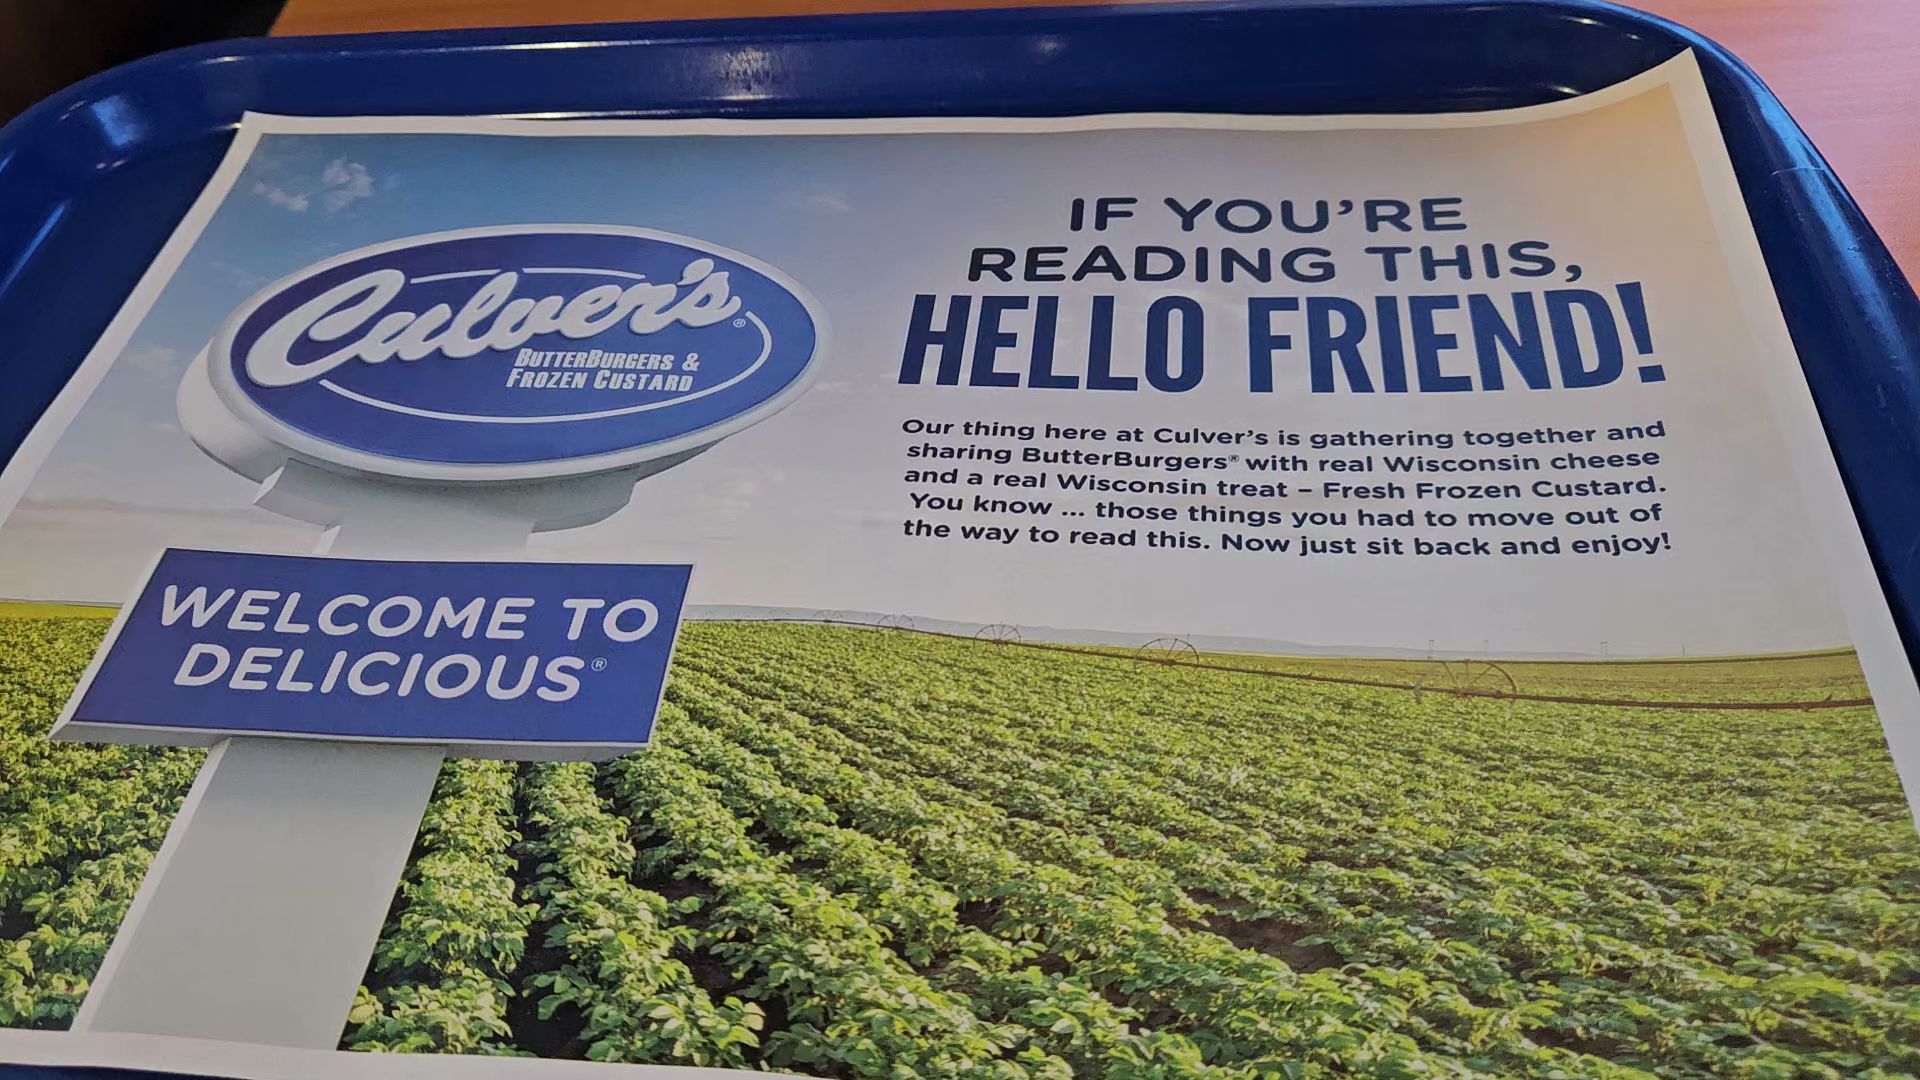 Culver's®
BUTTERBURGERS &
FROZEN CUSTARD
WELCOME TO
DELICIOUS®
IF YOU'RE
READING THIS,
HELLO FRIEND!
Our thing here at Culver's is gathering together and
sharing ButterBurgers® with real Wisconsin cheese
and a real Wisconsin treat – Fresh Frozen Custard.
You know ... those things you had to move out of
the way to read this. Now just sit back and enjoy!